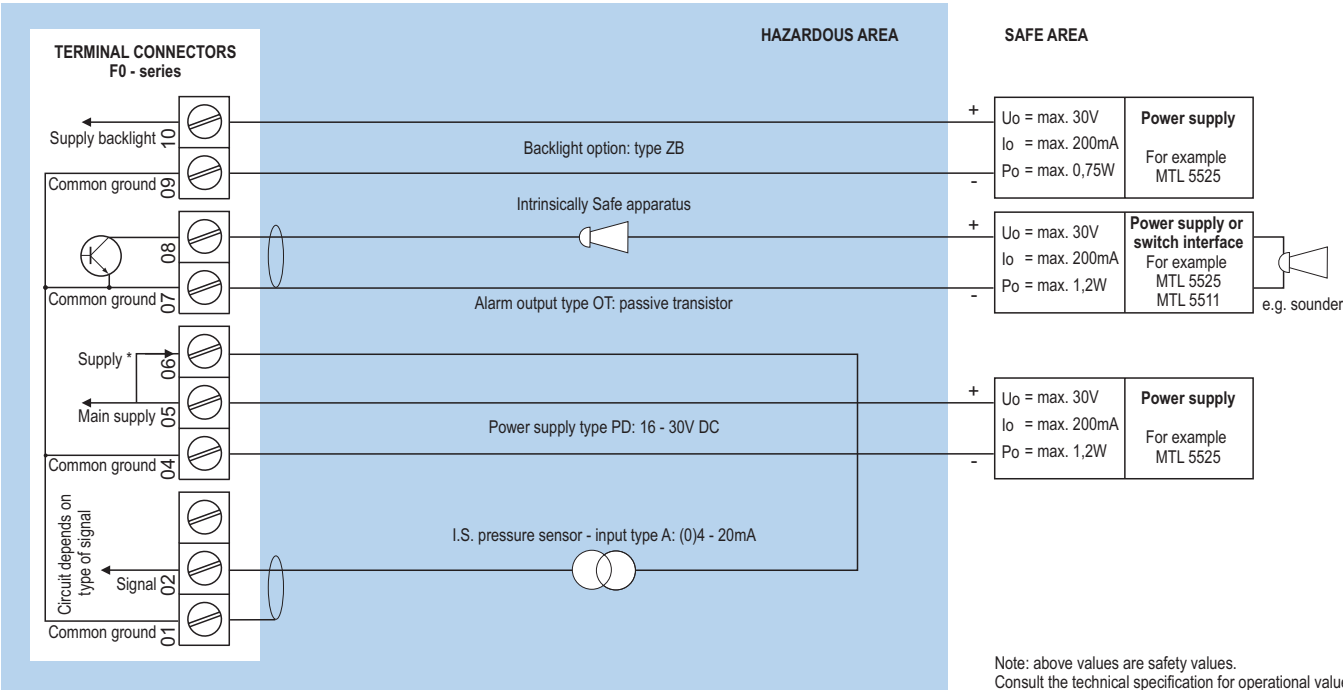 HAZARDOUS AREA
SAFE AREA
TERMINAL CONNECTORS
F0 - series
Supply backlight
10
Common ground
09
08
Common ground
07
Supply *
06
Main supply
05
Common ground
04
Circuit depends on
type of signal
Signal
02
Common ground
01
Backlight option: type ZB
Intrinsically Safe apparatus
Alarm output type OT: passive transistor
Power supply type PD: 16 - 30V DC
I.S. pressure sensor - input type A: (0)4 - 20mA
+
-
Uo = max. 30V
Io = max. 200mA
Po = max. 0,75W
Power supply
For example
MTL 5525
+
-
Uo = max. 30V
Io = max. 200mA
Po = max. 1,2W
Power supply or
switch interface
For example
MTL 5525
MTL 5511
e.g. sounder
+
-
Uo = max. 30V
Io = max. 200mA
Po = max. 1,2W
Power supply
For example
MTL 5525
Note: above values are safety values.
Consult the technical specification for operational